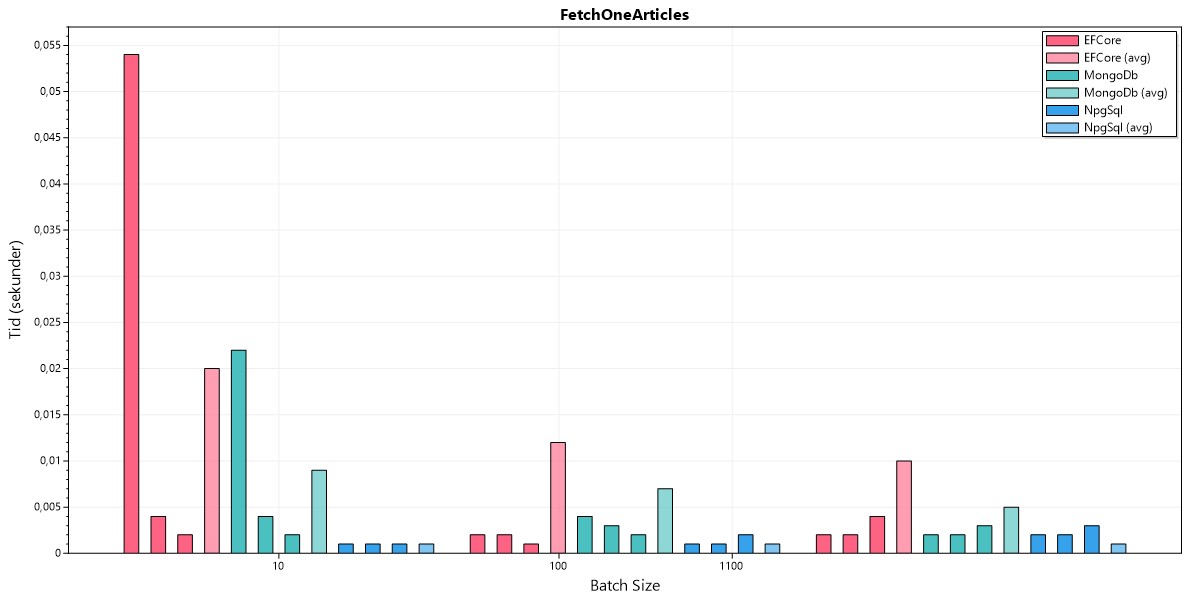 FetchOneArticles
EFCore
EFCore (avg)
MongoDb
MongoDb (avg)
NpgSql
NpgSql (avg)
Tid (sekunder)
0,055
0,05
0,045
0,04
0,035
0,03
0,025
0,02
0,015
0,01
0,005
0
10
100
1100
Batch Size